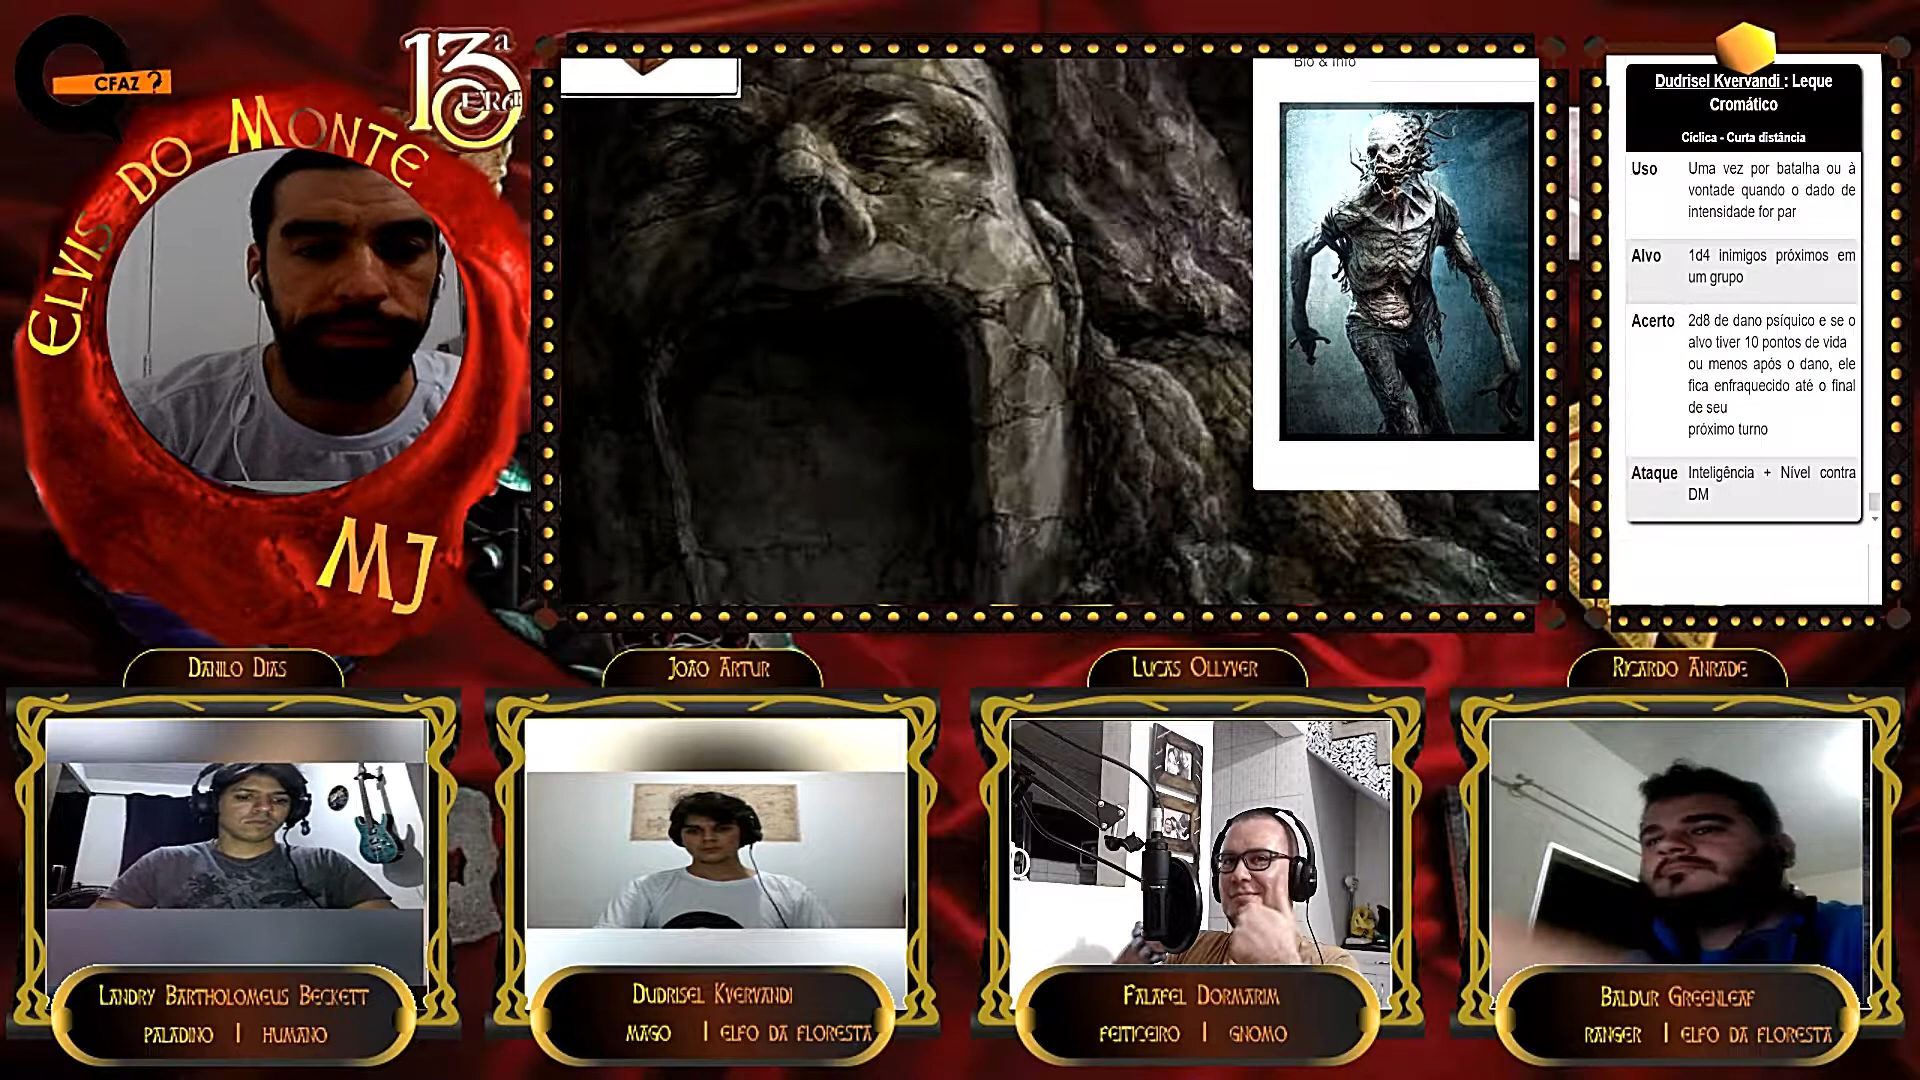 CFAZ ?
13ª
ERA
ELVIS DO MONTE
MJ
Bio & Info
Dudrisel Kvervandi : Leque
Cromático
Cíclica - Curta distância
Uso Uma vez por batalha ou à
vontade quando o dado de
intensidade for par
Alvo 1d4 inimigos próximos em
um grupo
Acerto 2d8 de dano psíquico e se o
alvo tiver 10 pontos de vida
ou menos após o dano, ele
fica enfraquecido até o final
de seu
próximo turno
Ataque Inteligência + Nível contra
DM
DANILO DIAS
JOÃO ARTUR
LUCAS OLLYVER
RICARDO ANRADE
LANDRY BARTHOLOMEUS BECKETT
PALADINO | HUMANO
DUDRISEL KVERVANDI
MAGO | ELFO DA FLORESTA
FALAFEL DORMARIM
FEITICEIRO | GNOMO
BALDUR GREENLEAF
RANGER | ELFO DA FLORESTA